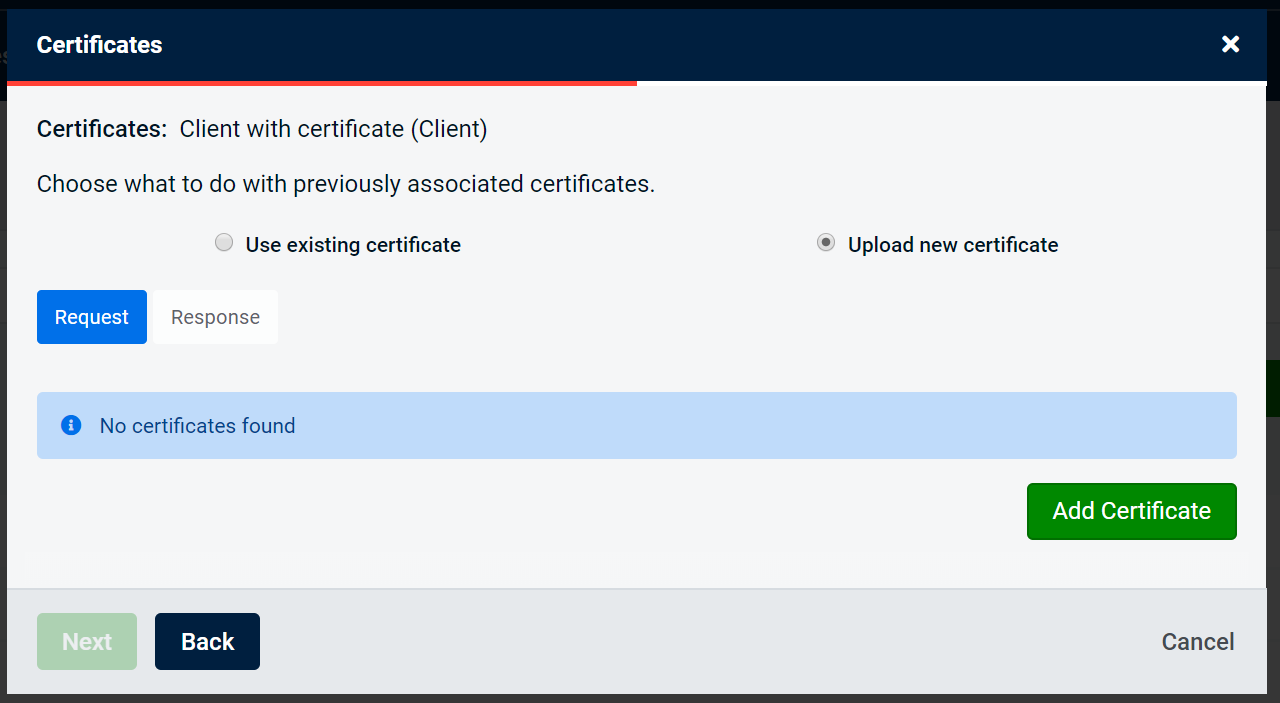 Certificates
Certificates: Client with certificate (Client)
Choose what to do with previously associated certificates.
Use existing certificate
Upload new certificate
Request
Response
No certificates found
Add Certificate
Next
Back
Cancel